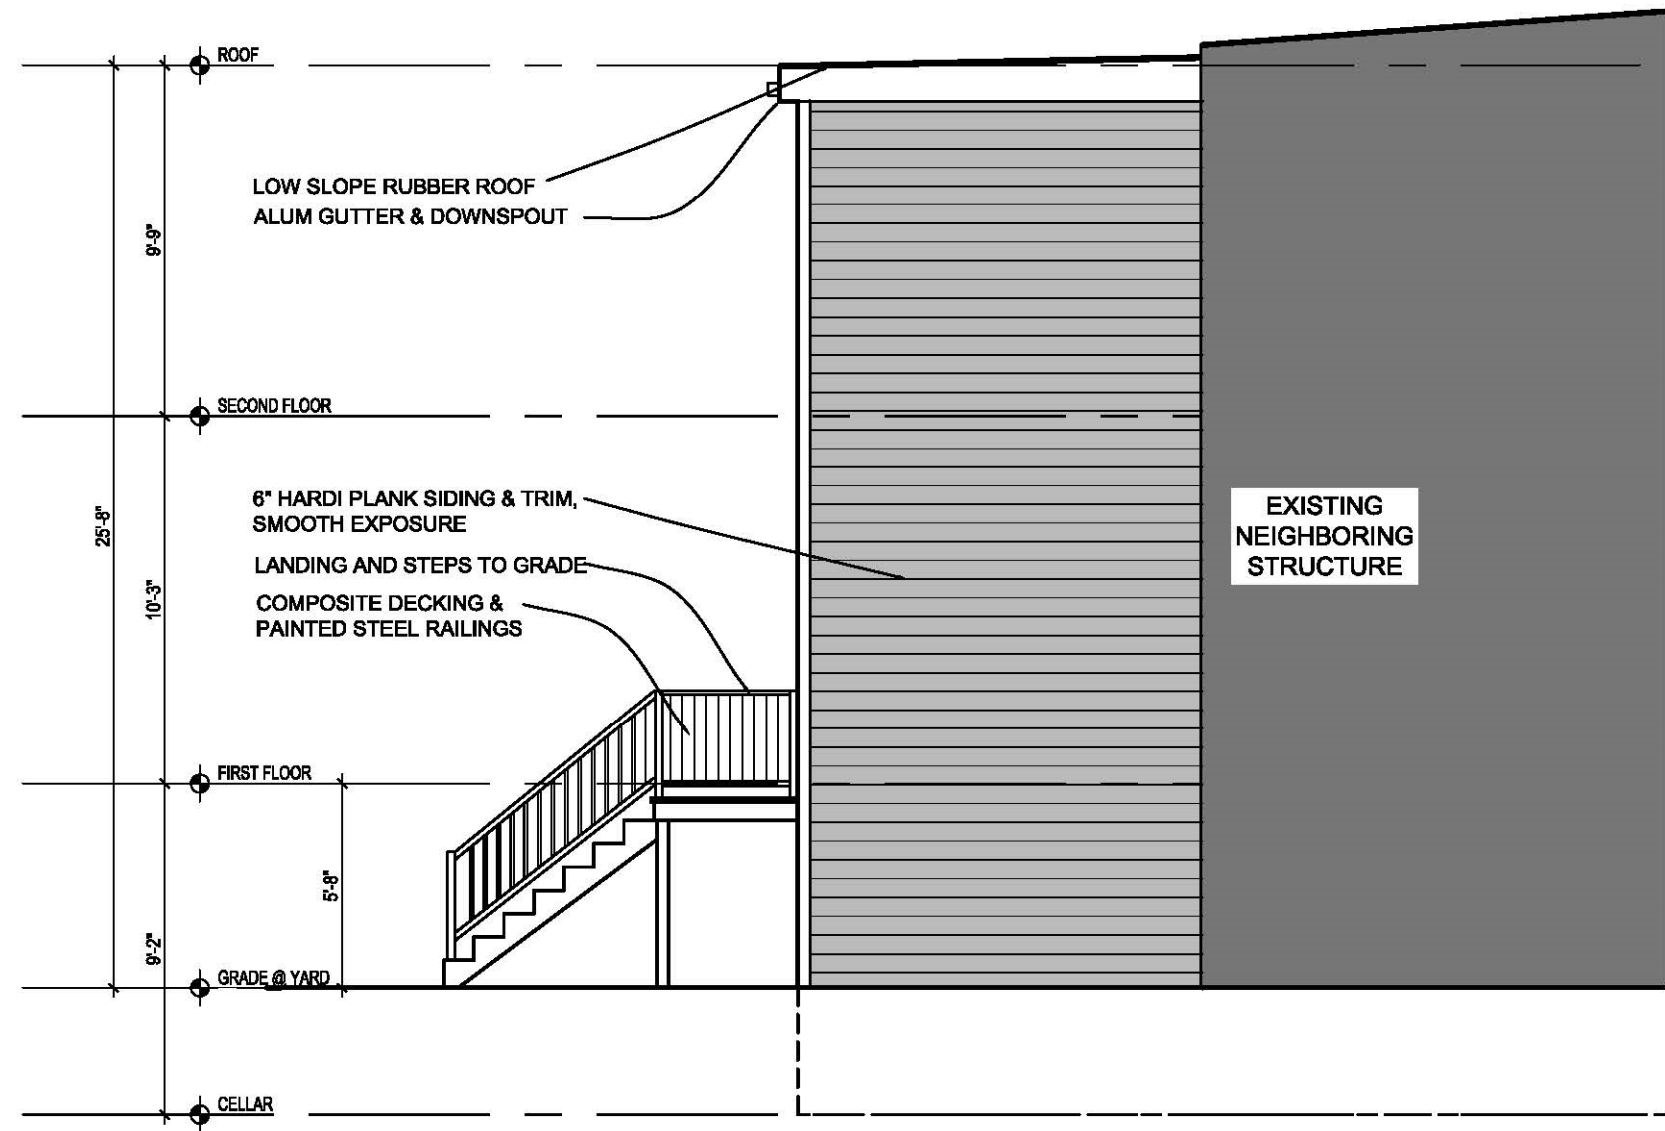 ROOF
LOW SLOPE RUBBER ROOF
ALUM GUTTER & DOWNSPOUT
9'-9"
SECOND FLOOR
6" HARDI PLANK SIDING & TRIM,
SMOOTH EXPOSURE
EXISTING
NEIGHBORING
STRUCTURE
25'-8"
LANDING AND STEPS TO GRADE
10'-3"
COMPOSITE DECKING &
PAINTED STEEL RAILINGS
FIRST FLOOR
5'-8"
9'-2"
GRADE @ YARD
CELLAR